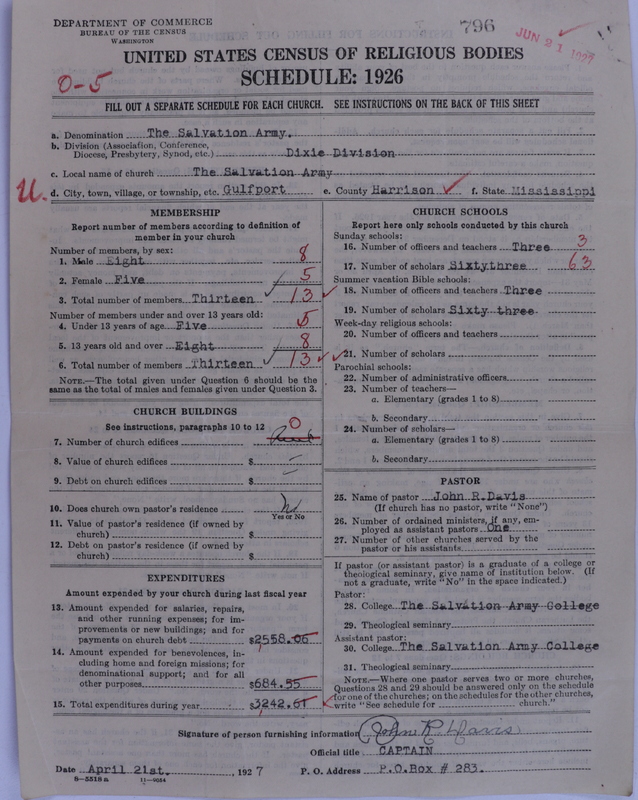 DEPARTMENT OF COMMERCE
BUREAU OF THE CENSUS
WASHINGTON
796
JUN 21 1927
UNITED STATES CENSUS OF RELIGIOUS BODIES
SCHEDULE: 1926
0-5
FILL OUT A SEPARATE SCHEDULE FOR EACH CHURCH. SEE INSTRUCTIONS ON THE BACK OF THIS SHEET
a. Denomination The Salvation Army.
b. Division (Association, Conference, Diocese, Presbytery, Synod, etc.) Dixie Division
c. Local name of church The Salvation Army
U.
d. City, town, village, or township, etc. Gulfport e. County Harrison f. State Mississippi
MEMBERSHIP
Report number of members according to definition of
member in your church
Number of members, by sex:
1. Male Eight 8
2. Female Five 5
3. Total number of members Thirteen 13
Number of members under and over 13 years old:
4. Under 13 years of age Five 5
5. 13 years old and over Eight 8
6. Total number of members Thirteen 13
NOTE.—The total given under Question 6 should be
same as the total of males and females given under Question 3.
CHURCH BUILDINGS
See instructions, paragraphs 10 to 12
7. Number of church edifices 0
8. Value of church edifices $
9. Debt on church edifices $
10. Does church own pastor's residence No
Yes or No
11. Value of pastor's residence (if owned by
church) $
12. Debt on pastor's residence (if owned by
church) $
EXPENDITURES
Amount expended by your church during last fiscal year
13. Amount expended for salaries, repairs,
and other running expenses; for im-
provements or new buildings; and for
payments on church debt $2558.06
14. Amount expended for benevolences, in-
cluding home and foreign missions; for
denominational support; and for all
other purposes $684.55
15. Total expenditures during year $3242.61
CHURCH SCHOOLS
Report here only schools conducted by this church
Sunday schools:
16. Number of officers and teachers Three 3
17. Number of scholars Sixtythree 63
Summer vacation Bible schools:
18. Number of officers and teachers Three
19. Number of scholars Sixty three
Week-day religious schools:
20. Number of officers and teachers
21. Number of scholars
Parochial schools:
22. Number of administrative officers
23. Number of teachers—
a. Elementary (grades 1 to 8)
b. Secondary
24. Number of scholars—
a. Elementary (grades 1 to 8)
b. Secondary
PASTOR
25. Name of pastor John R.Davis
(If church has no pastor, write "None")
26. Number of ordained ministers, if any, em-
ployed as assistant pastors One
27. Number of other churches served by the
pastor or his assistants
If pastor (or assistant pastor) is a graduate of a college or
theological seminary, give name of institution below. (If
not a graduate, write "No" in the space indicated.)
Pastor:
28. College The Salvation Army College
29. Theological seminary
Assistant pastor:
30. College The Salvation Army College
31. Theological seminary
NOTE.—Where one pastor serves two or more churches,
Questions 28 and 29 should be answered only on the schedule
for one of the churches; on the schedules for the other churches,
write "See schedule for church."
Signature of person furnishing information John R Davis
Official title CAPTAIN
Date April 21st. , 1927 P. O. Address P.O.Box # 283.
8-5518 a 11—9054